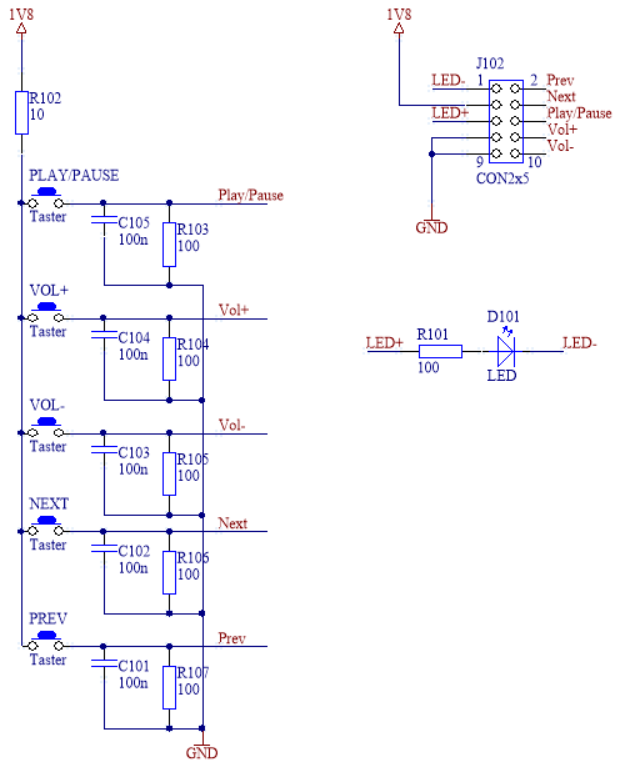 1V8
R102
10
PLAY/PAUSE
Taster
Play/Pause
C105
100n
R103
100
VOL+
Taster
Vol+
C104
100n
R104
100
VOL-
Taster
Vol-
C103
100n
R105
100
NEXT
Taster
Next
C102
100n
R106
100
PREV
Taster
Prev
C101
100n
R107
100
GND
1V8
J102
LED- 1 2 Prev
Next
LED+ Play/Pause
Vol+
Vol-
9 10
CON2x5
GND
D101
LED+ R101 LED-
100 LED